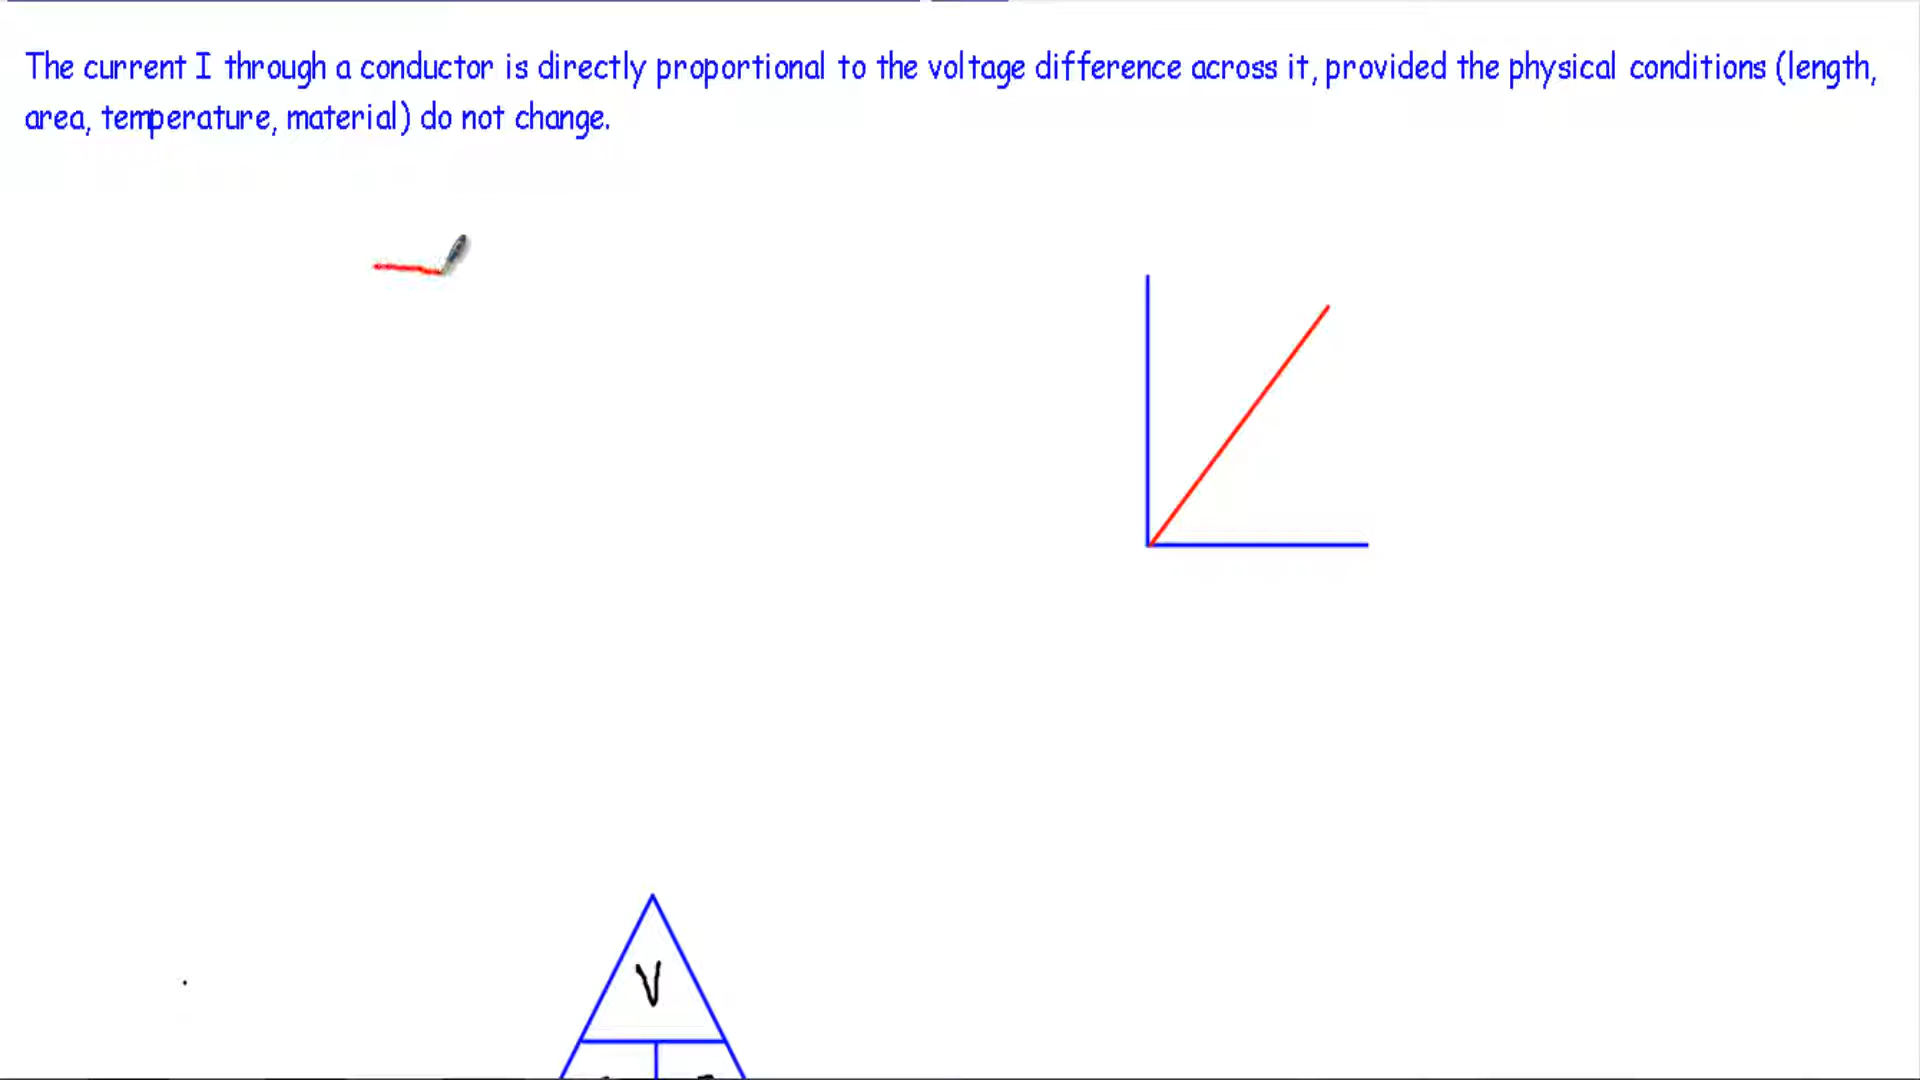 The current I through a conductor is directly proportional to the voltage difference across it, provided the physical conditions (length,
area, temperature, material) do not change.
V